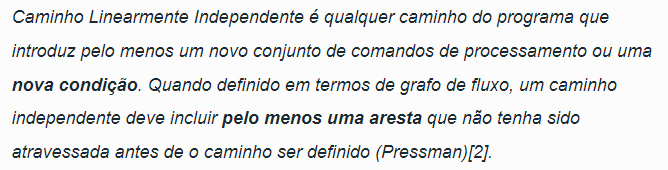 Caminho Linearmente Independente é qualquer caminho do programa que
introduz pelo menos um novo conjunto de comandos de processamento ou uma
nova condição. Quando definido em termos de grafo de fluxo, um caminho
independente deve incluir pelo menos uma aresta que não tenha sido
atravessada antes de o caminho ser definido (Pressman)[2].